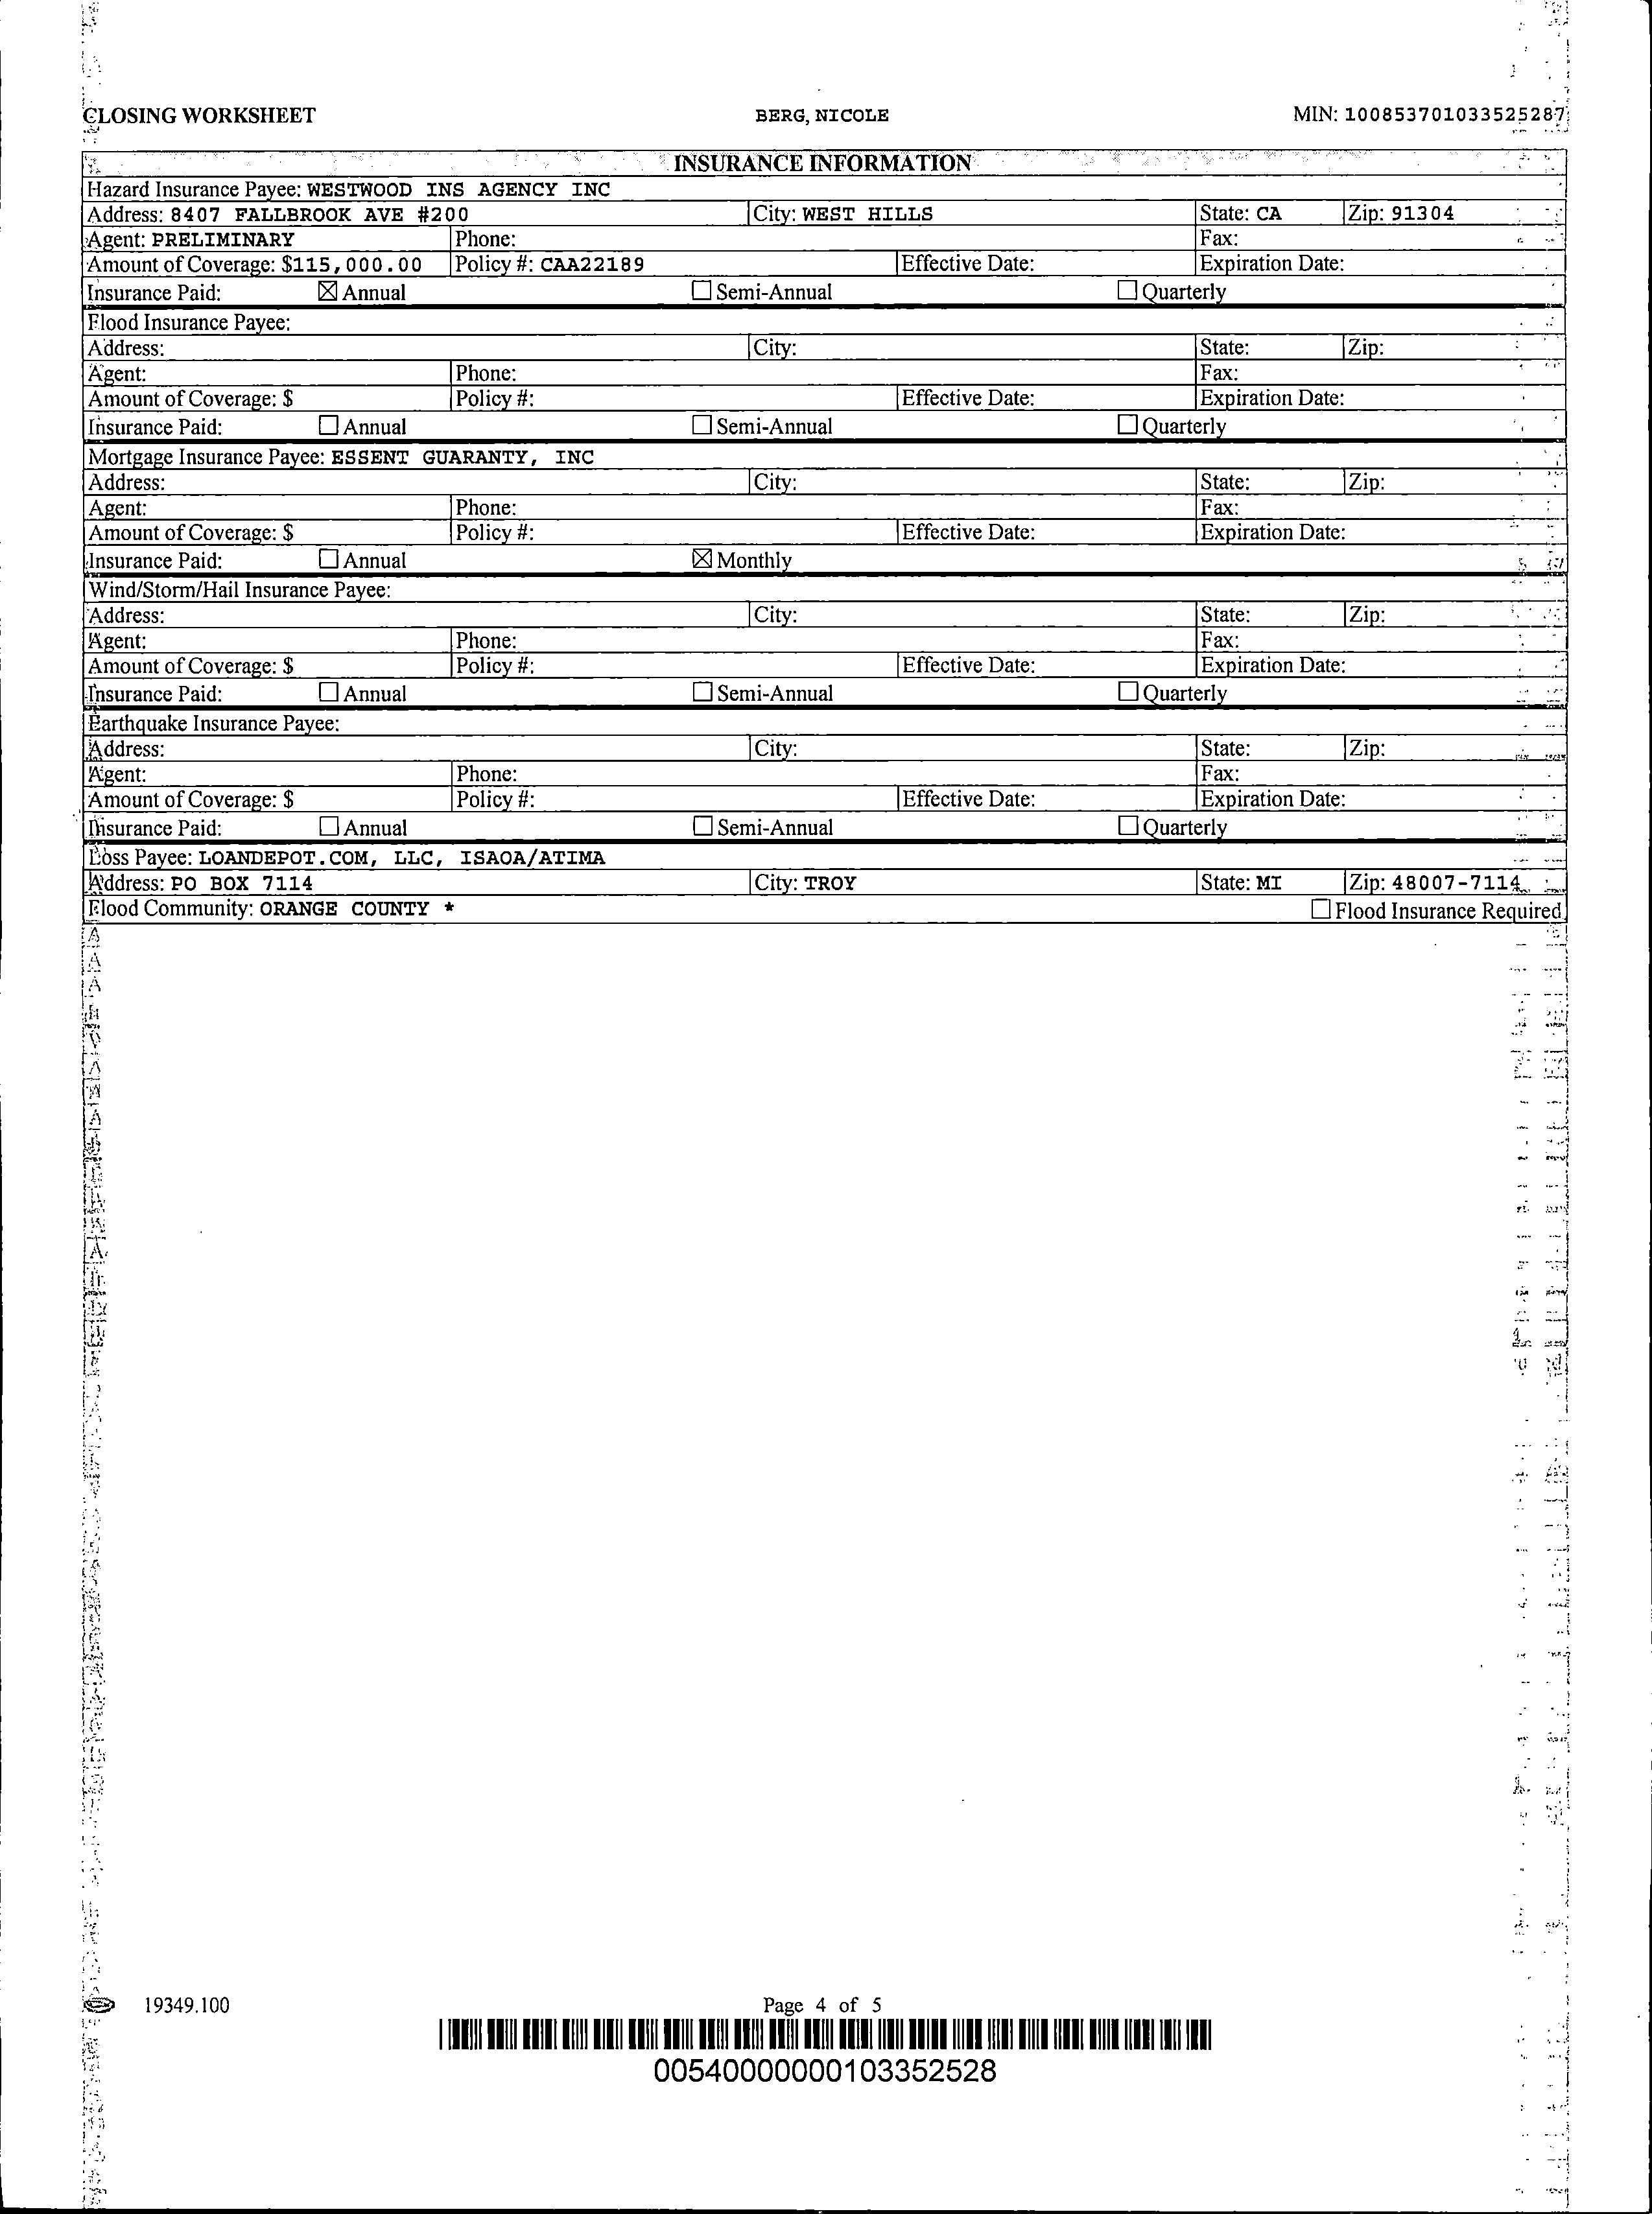 CLOSING WORKSHEET BERG, NICOLE MIN: 100853701033525287
INSURANCE INFORMATION
Hazard Insurance Payee: WESTWOOD INS AGENCY INC
Address: 8407 FALLBROOK AVE #200 City: WEST HILLS State: CA Zip: 91304
Agent: PRELIMINARY Phone: Fax:
Amount of Coverage: $115,000.00 Policy #: CAA22189 Effective Date: Expiration Date:
Insurance Paid: ☒ Annual ☐ Semi-Annual ☐ Quarterly
Flood Insurance Payee:
Address: City: State: Zip:
Agent: Phone: Fax:
Amount of Coverage: $ Policy #: Effective Date: Expiration Date:
Insurance Paid: ☐ Annual ☐ Semi-Annual ☐ Quarterly
Mortgage Insurance Payee: ESSENT GUARANTY, INC
Address: City: State: Zip:
Agent: Phone: Fax:
Amount of Coverage: $ Policy #: Effective Date: Expiration Date:
Insurance Paid: ☐ Annual ☒ Monthly
Wind/Storm/Hail Insurance Payee:
Address: City: State: Zip:
Agent: Phone: Fax:
Amount of Coverage: $ Policy #: Effective Date: Expiration Date:
Insurance Paid: ☐ Annual ☐ Semi-Annual ☐ Quarterly
Earthquake Insurance Payee:
Address: City: State: Zip:
Agent: Phone: Fax:
Amount of Coverage: $ Policy #: Effective Date: Expiration Date:
Insurance Paid: ☐ Annual ☐ Semi-Annual ☐ Quarterly
Loss Payee: LOANDEPOT.COM, LLC, ISAOA/ATIMA
Address: PO BOX 7114 City: TROY State: MI Zip: 48007-7114
Flood Community: ORANGE COUNTY * ☐ Flood Insurance Required
19349.100 Page 4 of 5
00540000000103352528